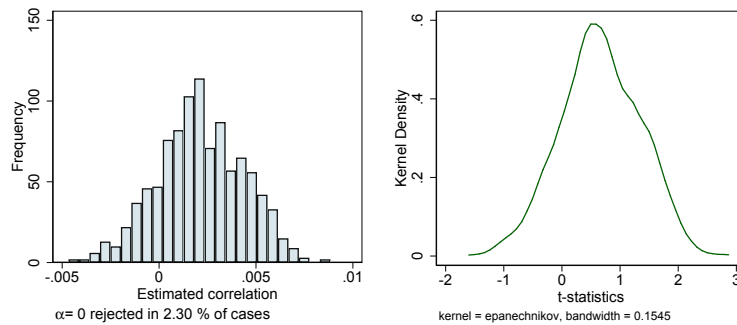 150
100
50
0
Frequency
-.005 0 .005 .01
Estimated correlation
α= 0 rejected in 2.30 % of cases
.6
.4
.2
0
Kernel Density
-2 -1 0 1 2 3
t-statistics
kernel = epanechnikov, bandwidth = 0.1545